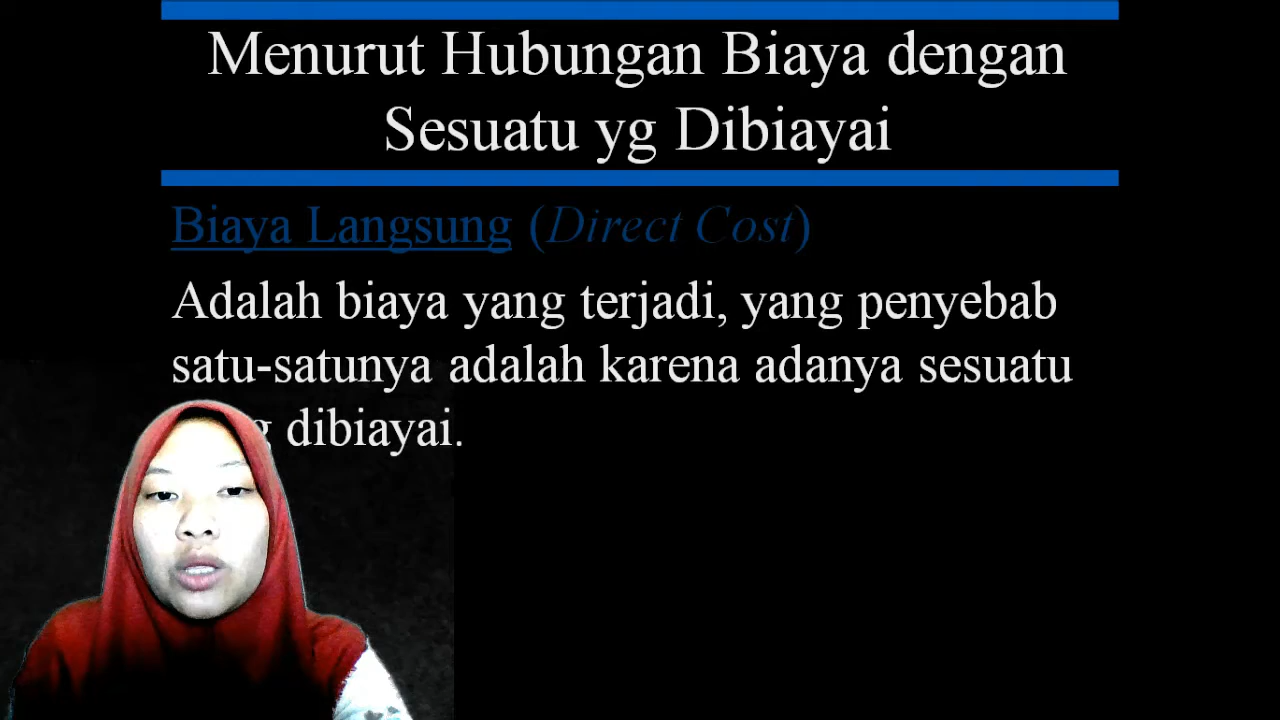 Menurut Hubungan Biaya dengan
Sesuatu yg Dibiayai
Biaya Langsung (Direct Cost)
Adalah biaya yang terjadi, yang penyebab
satu-satunya adalah karena adanya sesuatu
dibiayai.